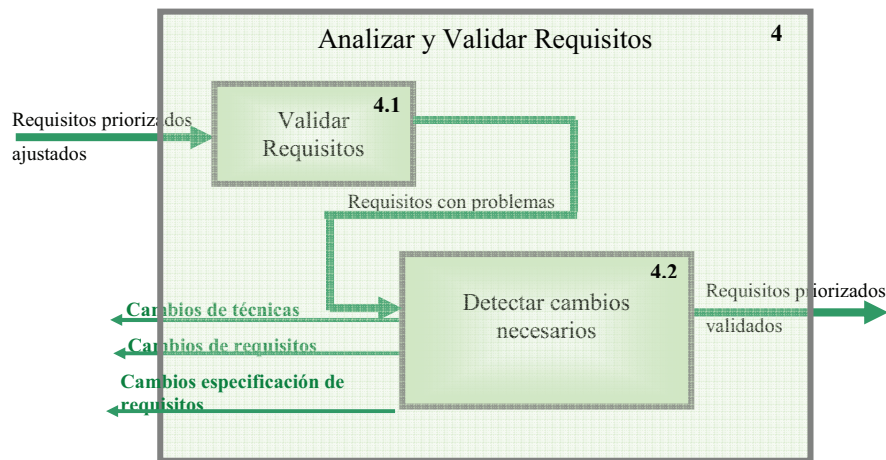 Analizar y Validar Requisitos
4
4.1
Validar
Requisitos
Requisitos priorizados
ajustados
Requisitos con problemas
4.2
Detectar cambios
necesarios
Requisitos priorizados
validados
Cambios de técnicas
Cambios de requisitos
Cambios especificación de
requisitos